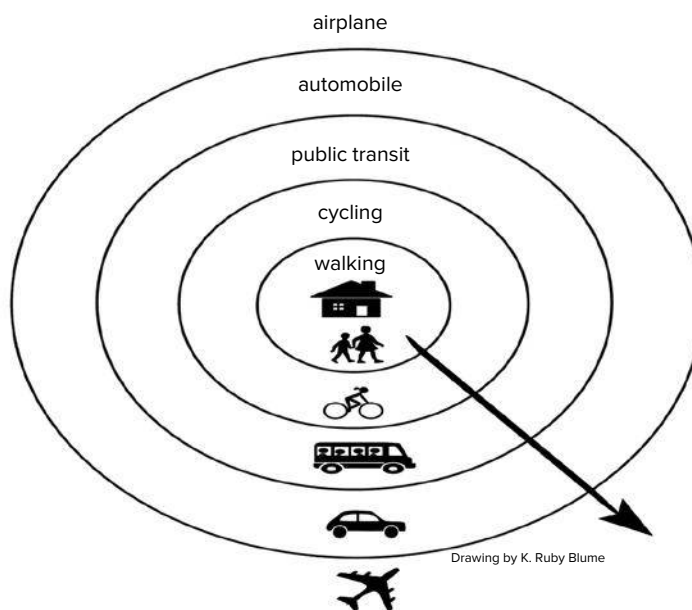 airplane
automobile
public transit
cycling
walking
Drawing by K. Ruby Blume